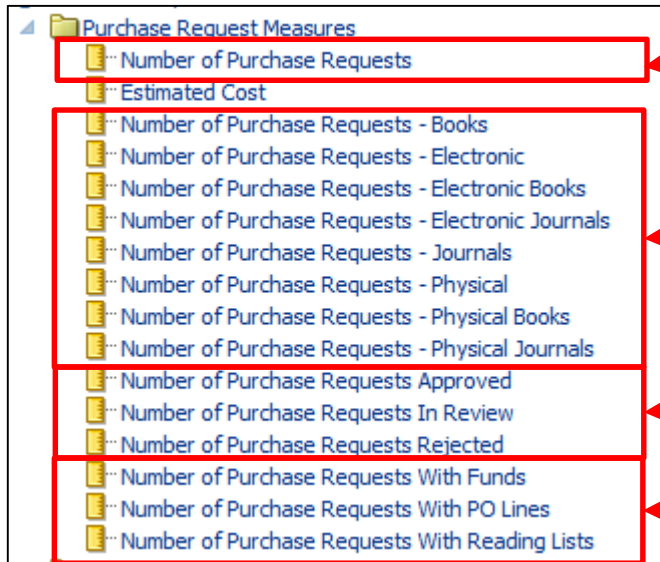 Purchase Request Measures
Number of Purchase Requests
Estimated Cost
Number of Purchase Requests - Books
Number of Purchase Requests - Electronic
Number of Purchase Requests - Electronic Books
Number of Purchase Requests - Electronic Journals
Number of Purchase Requests - Journals
Number of Purchase Requests - Physical
Number of Purchase Requests - Physical Books
Number of Purchase Requests - Physical Journals
Number of Purchase Requests Approved
Number of Purchase Requests In Review
Number of Purchase Requests Rejected
Number of Purchase Requests With Funds
Number of Purchase Requests With PO Lines
Number of Purchase Requests With Reading Lists